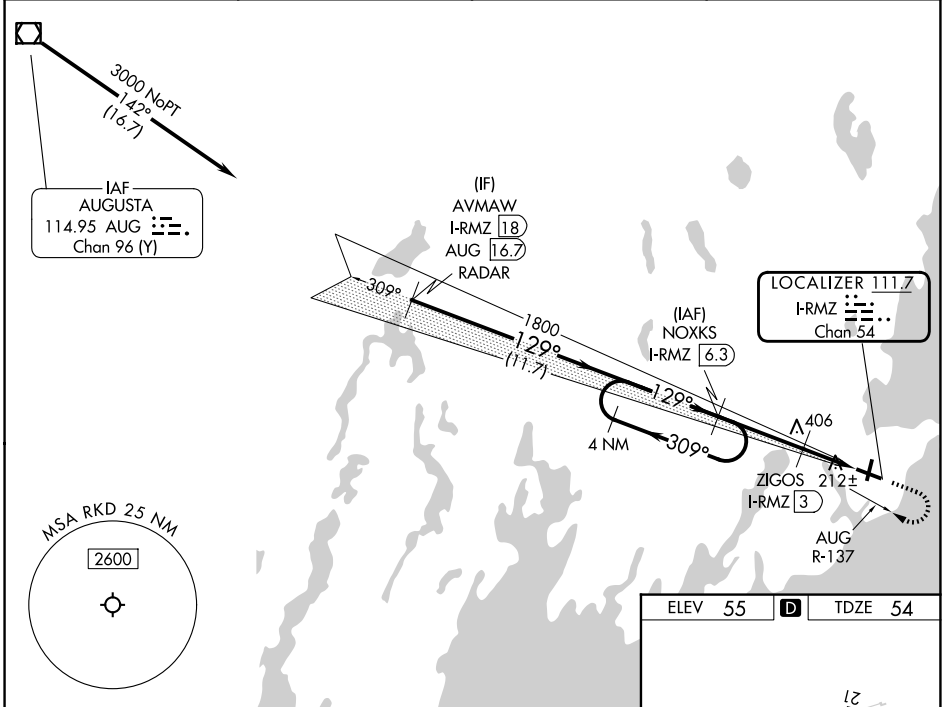 3000 NoPT
142°
(16.7)
IAF
AUGUSTA
114.95 AUG
Chan 96 (Y)
(IF)
AVMAW
I-RMZ 18
AUG 16.7
RADAR
309°
1800
129°
(11.7)
(IAF)
NOXKS
I-RMZ 6.3
LOCALIZER 111.7
I-RMZ
Chan 54
129°
309°
4 NM
406
ZIGOS 212±
I-RMZ 3
AUG
R-137
MSA RKD 25 NM
2600
ELEV 55 D TDZE 54
21